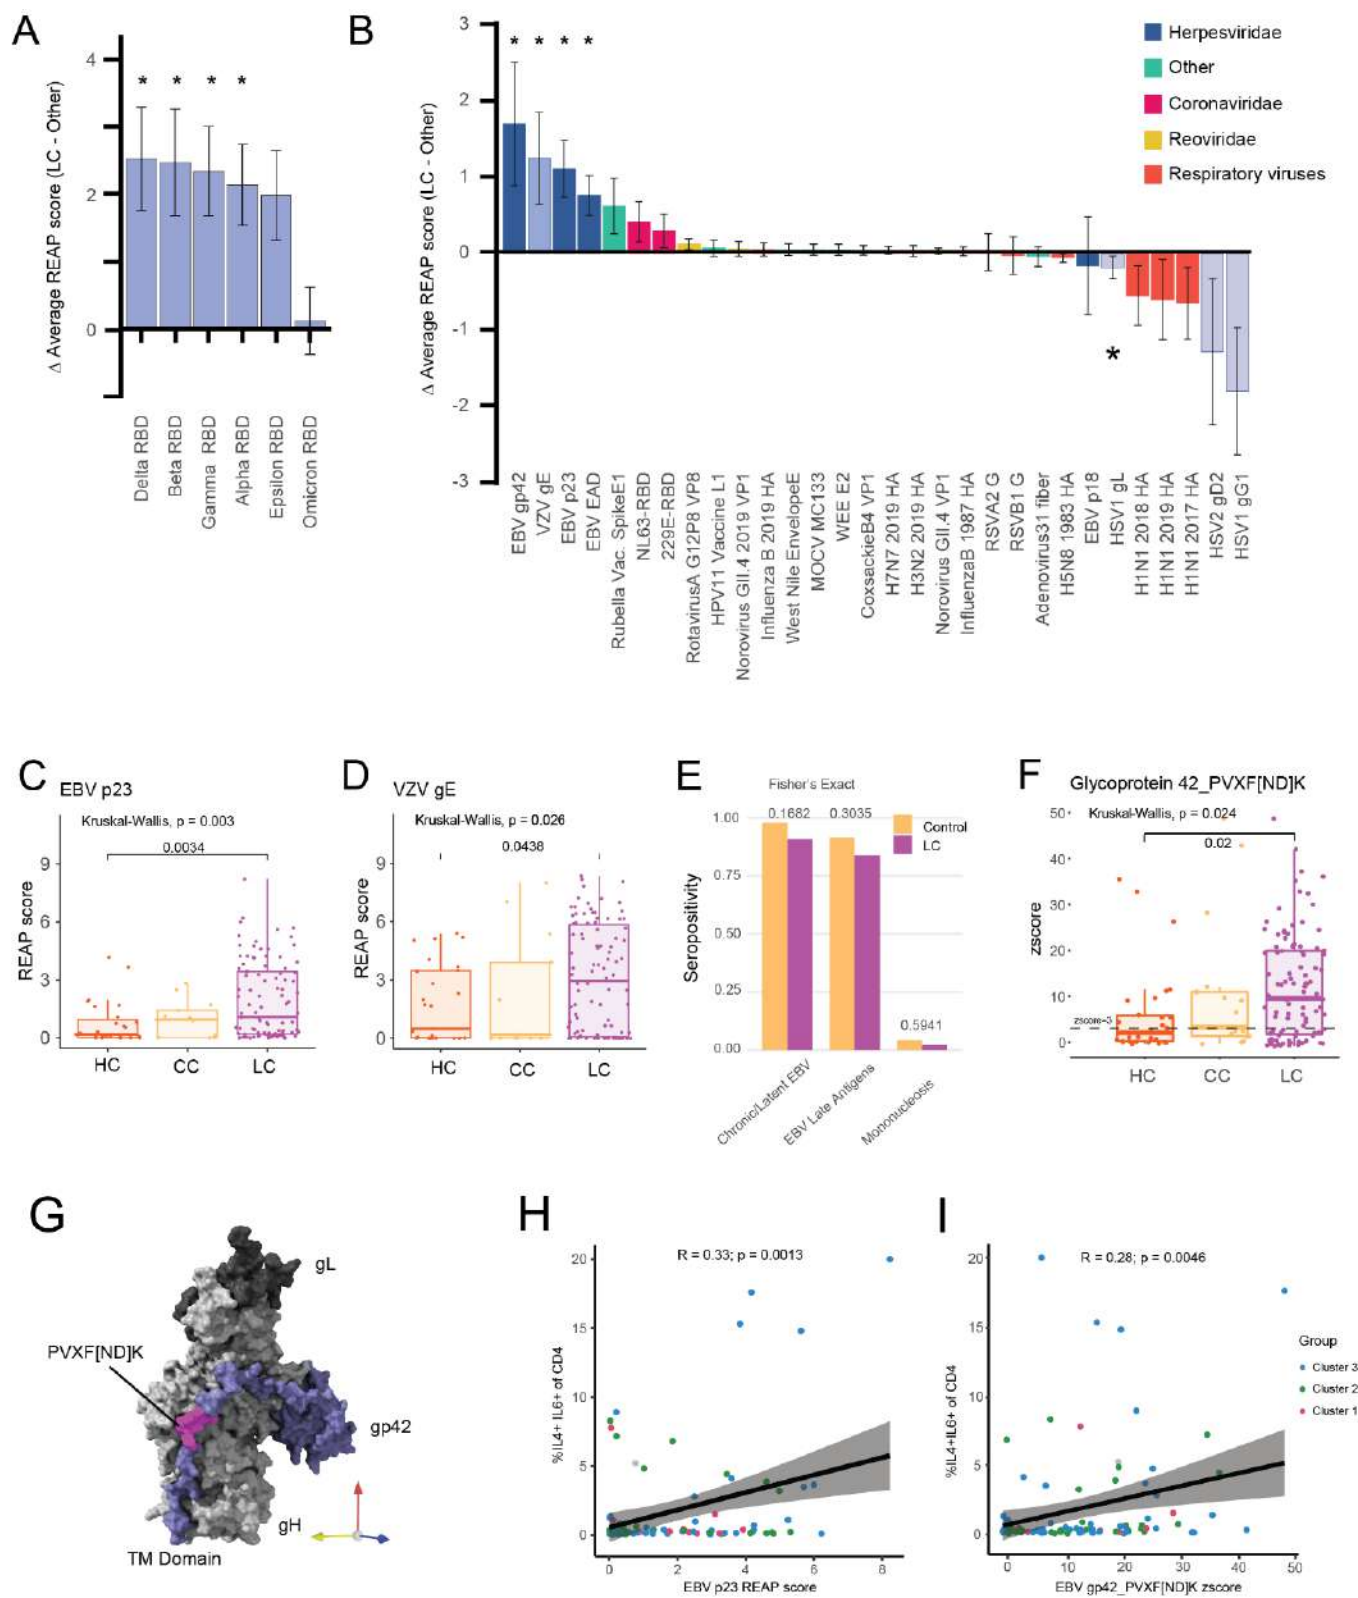 A
Δ Average REAP score (LC - Other)
4
2
0
* * * *
Delta RBD
Beta RBD
Gamma RBD
Alpha RBD
Epsilon RBD
Omicron RBD
B
Δ Average REAP score (LC - Other)
3
2
1
0
-1
-2
-3
* * * *
*
Herpesviridae
Other
Coronaviridae
Reoviridae
Respiratory viruses
EBV gp42
VZV gE
EBV p23
EBV EAD
Rubella Vac. SpikeE1
NL63-RBD
229E-RBD
RotavirusA G12P8 VP8
HPV11 Vaccine L1
Norovirus GII.4 2019 VP1
Influenza B 2019 HA
West Nile EnvelopeE
MOCV MC133
WEE E2
CoxsackieB4 VP1
H7N7 2019 HA
H3N2 2019 HA
Norovirus GII.4 VP1
InfluenzaB 1987 HA
RSVA2 G
RSVB1 G
Adenovirus31 fiber
H5N8 1983 HA
EBV p18
HSV1 gL
H1N1 2018 HA
H1N1 2019 HA
H1N1 2017 HA
HSV2 gD2
HSV1 gG1
C
EBV p23
Kruskal-Wallis, p = 0.003
0.0034
REAP score
9
6
3
0
HC CC LC
D
VZV gE
Kruskal-Wallis, p = 0.026
0.0438
REAP score
9
6
3
0
HC CC LC
E
Fisher's Exact
0.1682 0.3035
0.5941
Control
LC
Seropositivity
1.00
0.75
0.50
0.25
0.00
Chronic/Latent EBV
EBV Late Antigens
Mononucleosis
F
Glycoprotein 42_PVXF[ND]K
Kruskal-Wallis, p = 0.024
0.02
zscore
50
40
30
20
10
0
zscore=3
HC CC LC
G
gL
PVXF[ND]K
gp42
gH
TM Domain
H
R = 0.33; p = 0.0013
%IL4+ IL6+ of CD4
20
15
10
5
0
0 2 4 6 8
EBV p23 REAP score
I
R = 0.28; p = 0.0046
%IL4+IL6+ of CD4
20
15
10
5
0
0 10 20 30 40 50
EBV gp42_PVXF[ND]K zscore
Group
Cluster 3
Cluster 2
Cluster 1